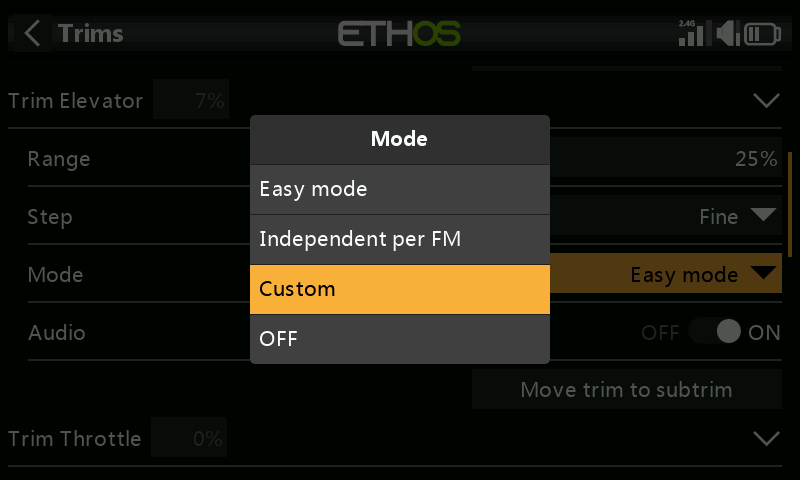 Trims
ETHOS
2.4G
Trim Elevator 7%
Mode
Range 25%
Easy mode
Step Fine
Independent per FM
Mode Easy mode
Custom
Audio OFF ON
OFF
Move trim to subtrim
Trim Throttle 0%